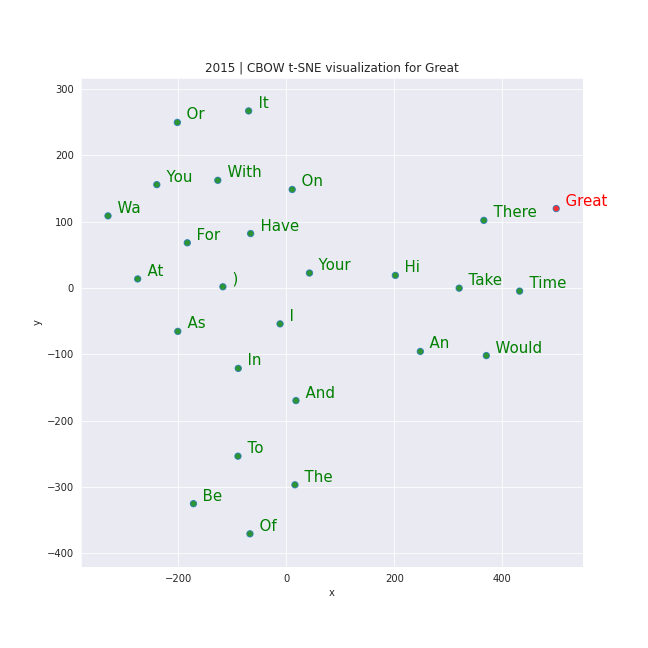 2015 | CBOW t-SNE visualization for Great
300
It
Or
200
With
You
On
Great
Wa
There
100
Have
For
Your
Hi
At
)
Take
Time
0
I
As
An
Would
In
−100
And
−200
To
The
−300
Be
Of
−400
−200
0
200
400
x
y